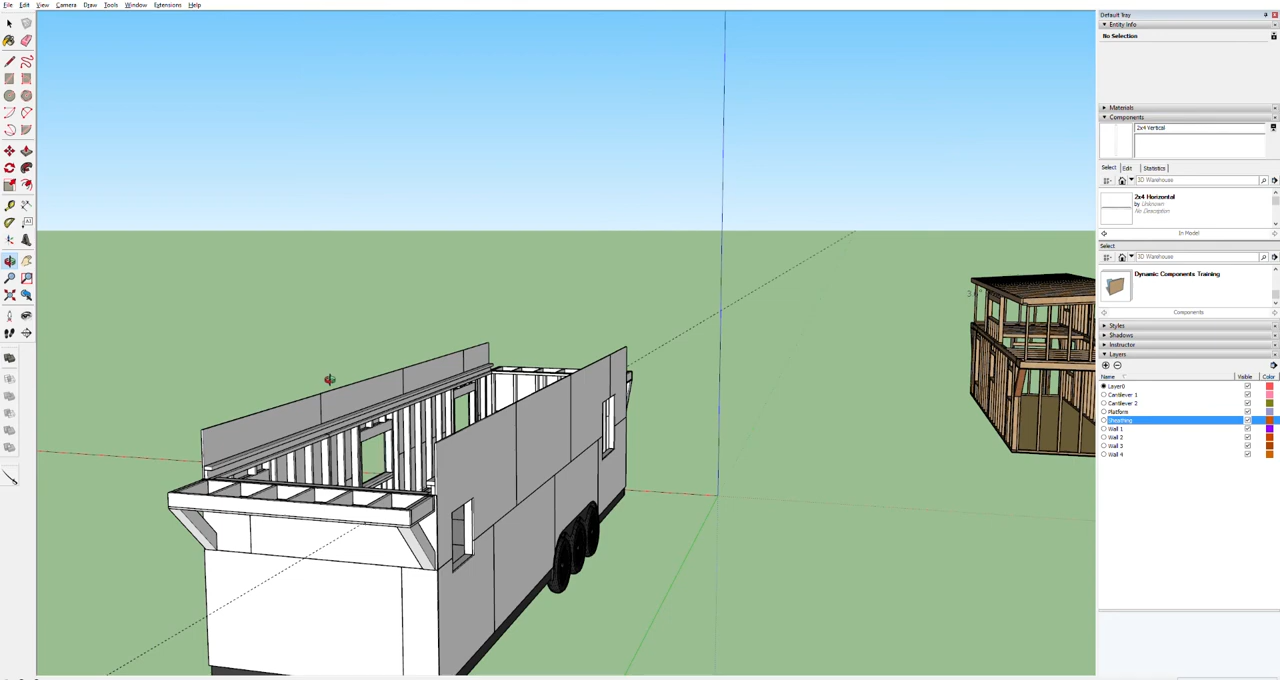 File Edit View Camera Draw Tools Window Extensions Help
Default Tray
Entity Info
No Selection
Materials
Components
2x4 Vertical
Select Edit Statistics
3D Warehouse
2x4 Horizontal
by Unknown
No Description
In Model
Select
3D Warehouse
Dynamic Components Training
Components
Styles
Shadows
Instructor
Layers
Name Visible Color
Layer0
Cantilever 1
Cantilever 2
Platform
Sheathing
Wall 1
Wall 2
Wall 3
Wall 4